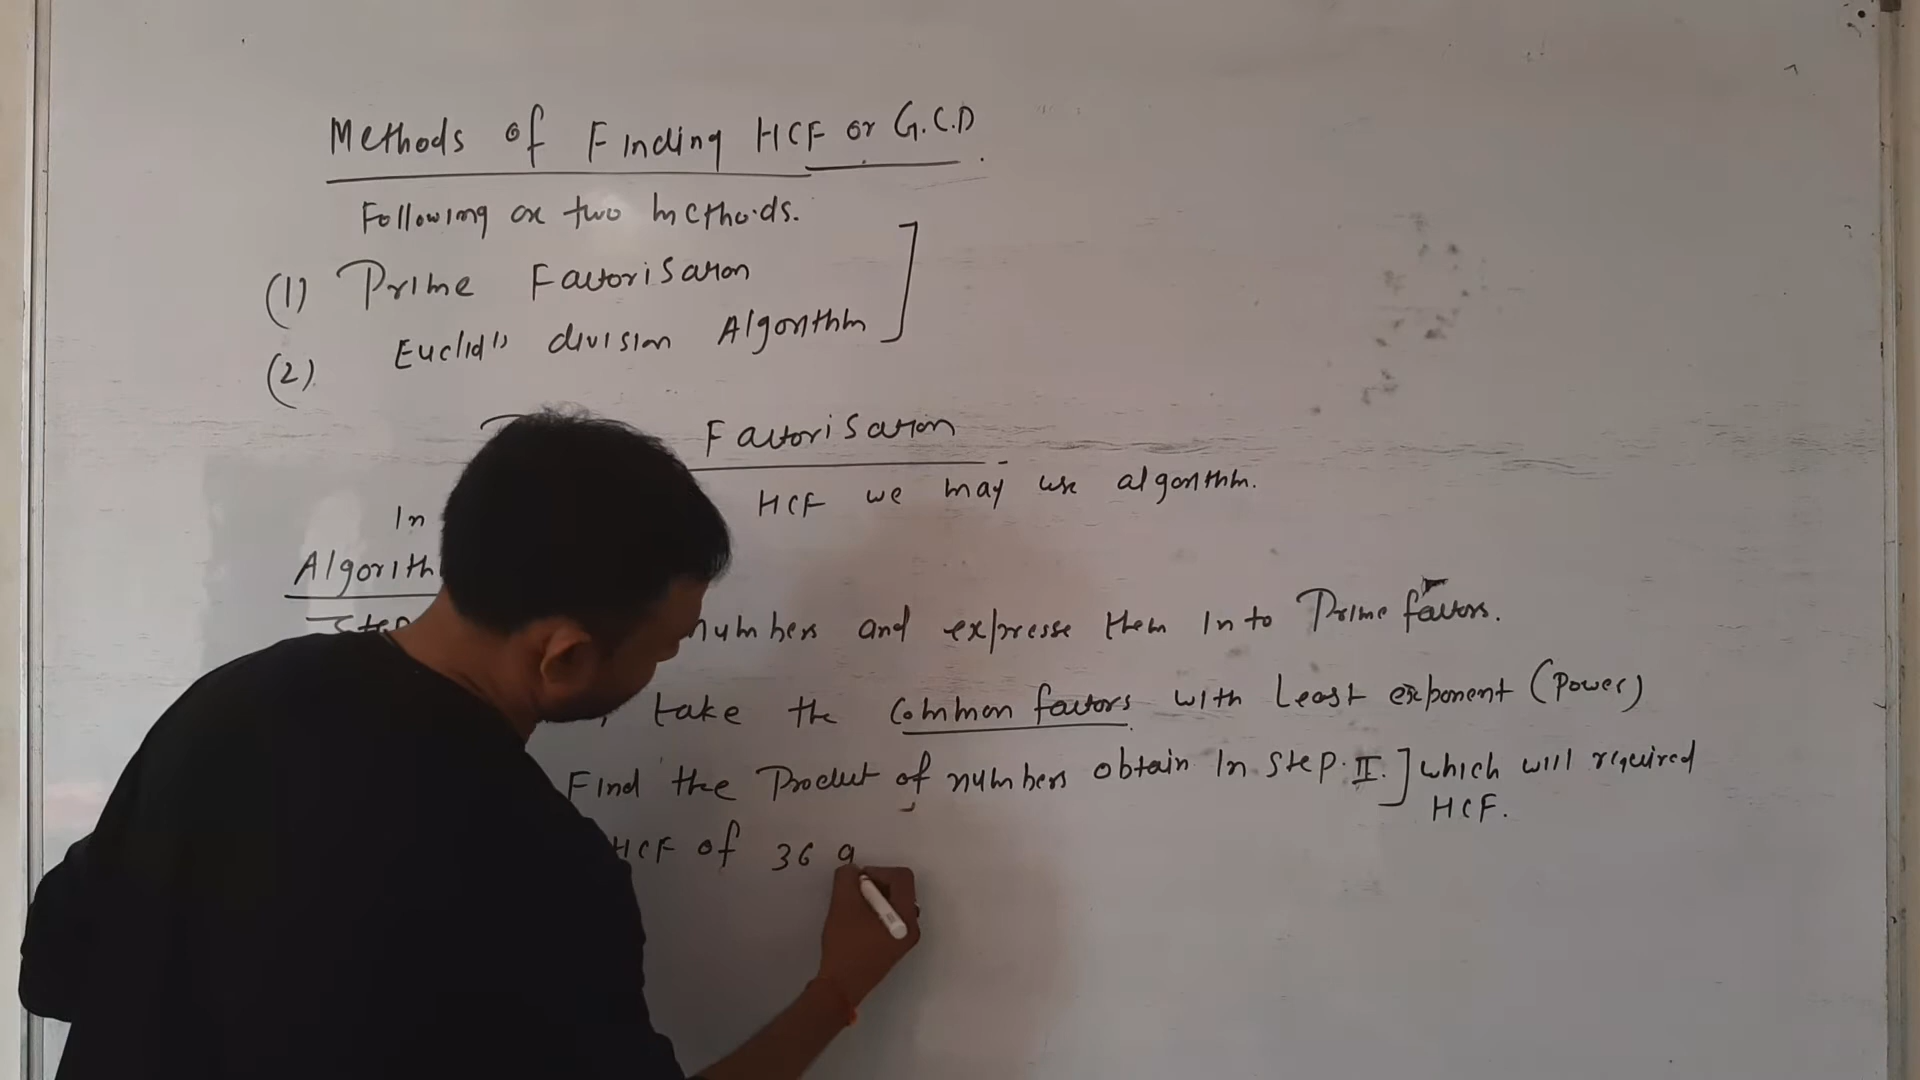 Methods of Finding HCF or G.C.D.
Following are two methods.
(1) Prime Factorisation
(2) Euclid's division Algorithm
Factorisation
In HCF we may use algorithm.
Algorith
Step numbers and expresse them into Prime factors.
take the Common factors with Least exponent (Power)
Find the Product of numbers obtain in Step. II.] which will required
HCF.
HCF of 36 a